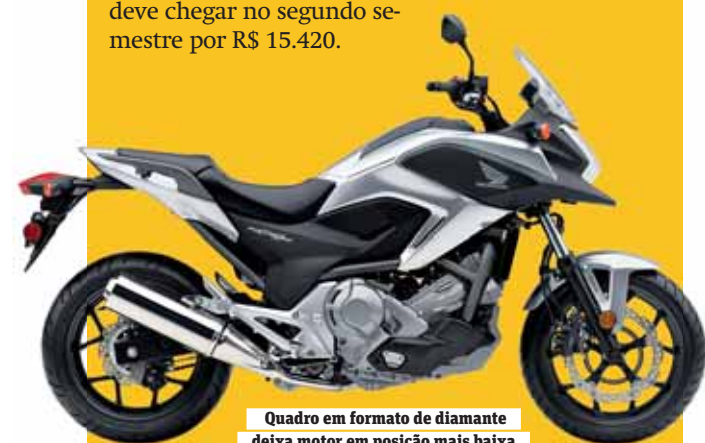 deve chegar no segundo se-
mestre por R$ 15.420.
Quadro em formato de diamante
deixa motor em posição mais baixa